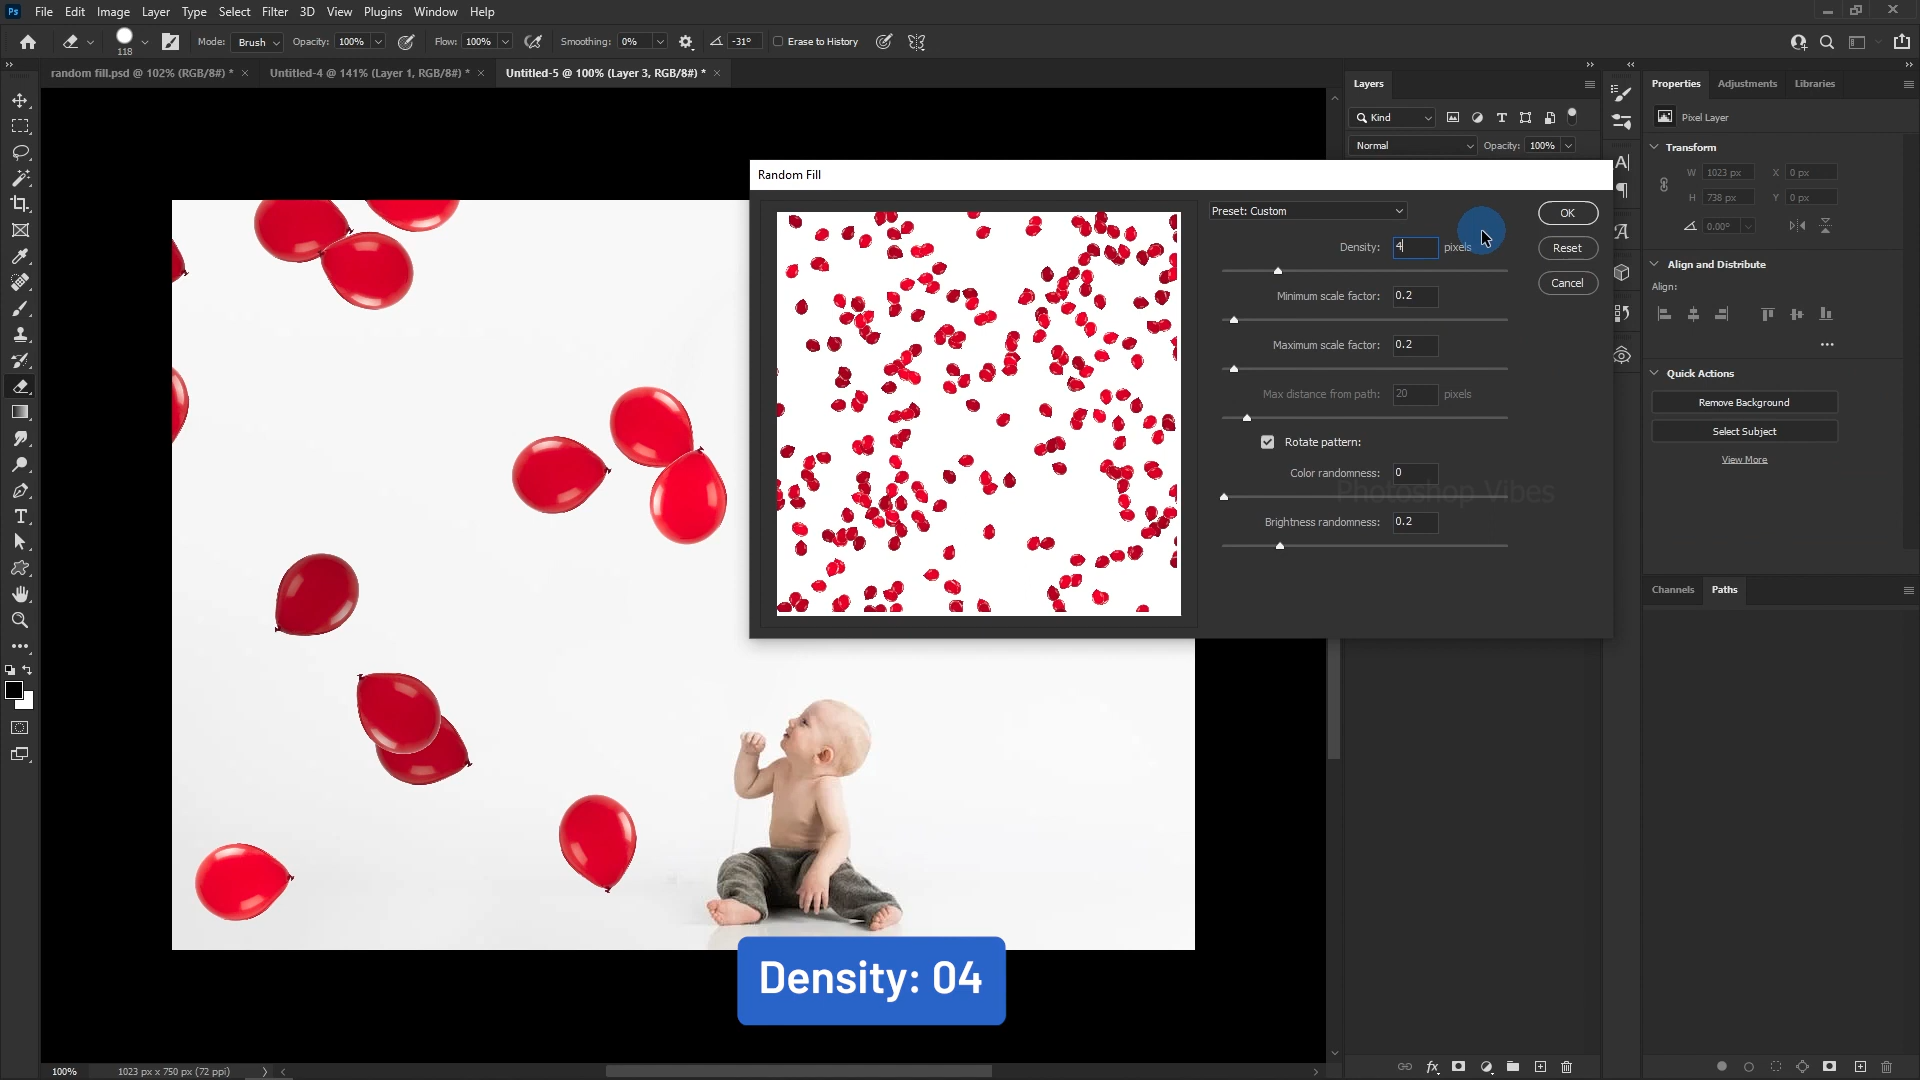 Ps File Edit Image Layer Type Select Filter 3D View Plugins Window Help
118 Mode: Brush Opacity: 100% Flow: 100% Smoothing: 0% -31° Erase to History
random fill.psd @ 102% (RGB/8#) * × Untitled-4 @ 141% (Layer 1, RGB/8#) * × Untitled-5 @ 100% (Layer 3, RGB/8#) * ×
Layers
Kind
Normal Opacity: 100%
Properties Adjustments Libraries
Pixel Layer
Transform
W 1023 px X 0 px
H 738 px Y 0 px
0.00°
Align and Distribute
Align:
Quick Actions
Remove Background
Select Subject
View More
Channels Paths
Random Fill
Preset: Custom
OK
Density: 4 pixels
Reset
Minimum scale factor: 0.2
Cancel
Maximum scale factor: 0.2
Max distance from path: 20 pixels
Rotate pattern:
Color randomness: 0
Photoshop Vibes
Brightness randomness: 0.2
Density: 04
100% 1023 px x 750 px (72 ppi)